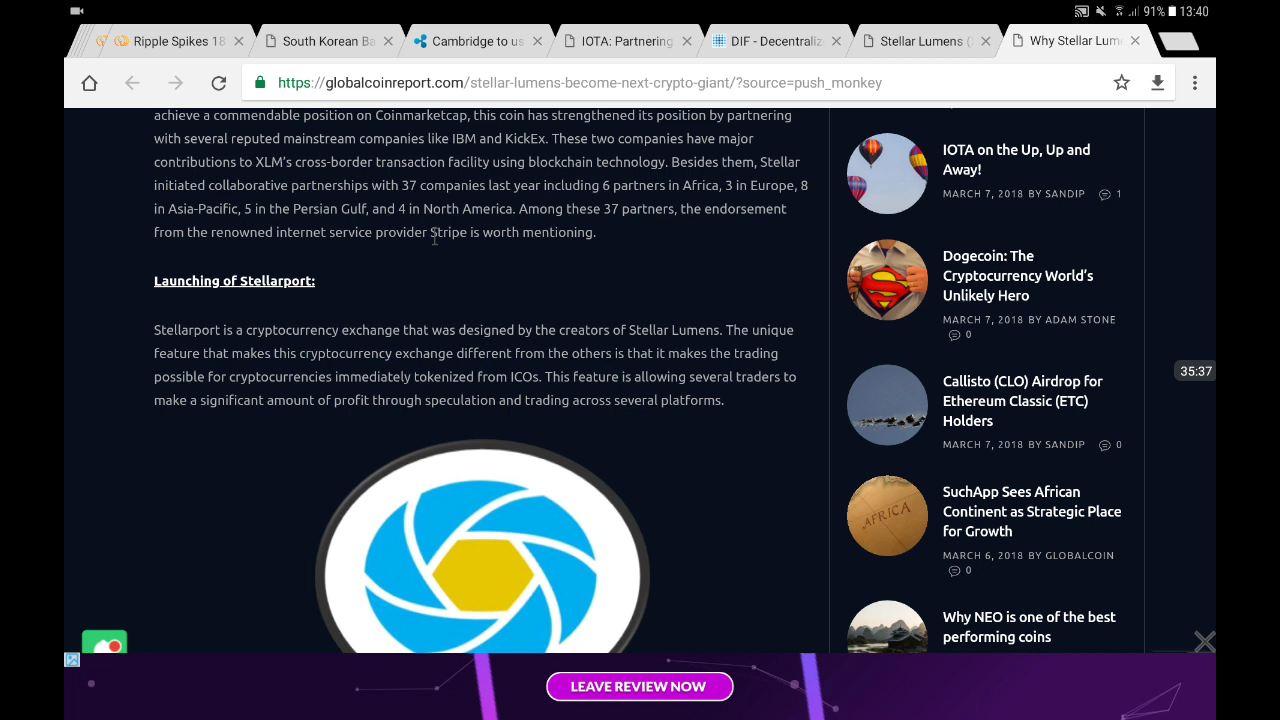 91% 13:40
Ripple Spikes 18
South Korean Ba
Cambridge to us
IOTA: Partnering
DIF - Decentraliz
Stellar Lumens (
Why Stellar Lum
https://globalcoinreport.com/stellar-lumens-become-next-crypto-giant/?source=push_monkey
achieve a commendable position on Coinmarketcap, this coin has strengthened its position by partnering
with several reputed mainstream companies like IBM and KickEx. These two companies have major
contributions to XLM’s cross-border transaction facility using blockchain technology. Besides them, Stellar
initiated collaborative partnerships with 37 companies last year including 6 partners in Africa, 3 in Europe, 8
in Asia-Pacific, 5 in the Persian Gulf, and 4 in North America. Among these 37 partners, the endorsement
from the renowned internet service provider Stripe is worth mentioning.
Launching of Stellarport:
Stellarport is a cryptocurrency exchange that was designed by the creators of Stellar Lumens. The unique
feature that makes this cryptocurrency exchange different from the others is that it makes the trading
possible for cryptocurrencies immediately tokenized from ICOs. This feature is allowing several traders to
make a significant amount of profit through speculation and trading across several platforms.
IOTA on the Up, Up and
Away!
MARCH 7, 2018 BY SANDIP 1
Dogecoin: The
Cryptocurrency World’s
Unlikely Hero
MARCH 7, 2018 BY ADAM STONE
0
35:37
Callisto (CLO) Airdrop for
Ethereum Classic (ETC)
Holders
MARCH 7, 2018 BY SANDIP 0
AFRICA
SuchApp Sees African
Continent as Strategic Place
for Growth
MARCH 6, 2018 BY GLOBALCOIN
0
Why NEO is one of the best
performing coins
LEAVE REVIEW NOW